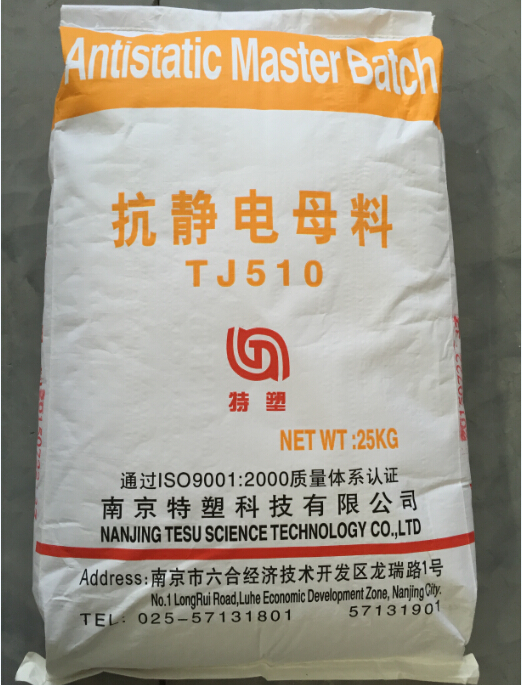 Antistatic Master Batch
抗静电母料
TJ510
特塑
NET WT :25KG
通过ISO9001:2000质量体系认证
南京特塑科技有限公司
NANJING TESU SCIENCE TECHNOLOGY CO.,LTD
Address:南京市六合经济技术开发区龙瑞路1号
No.1 LongRui Road,Luhe Economic Development Zone, Nanjing City.
TEL: 025-57131801 57131901